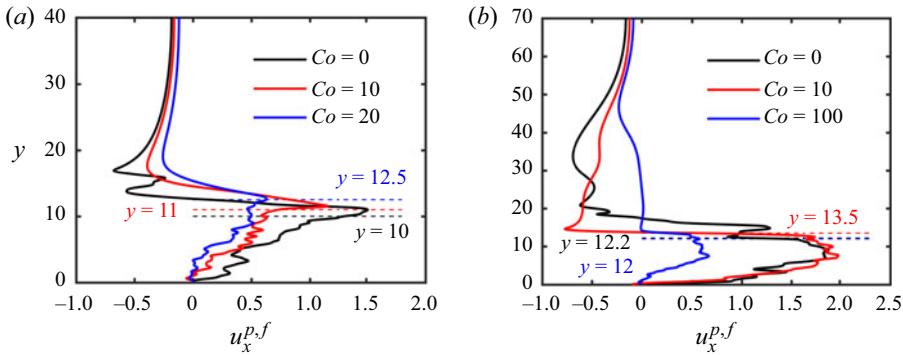 (a)
40
30
20
10
0
y
Co = 0
Co = 10
Co = 20
y = 12.5
y = 11
y = 10
−1.0 −0.5 0 0.5 1.0 1.5 2.0
u_x^{p,f}
(b)
70
60
50
40
30
20
10
0
Co = 0
Co = 10
Co = 100
y = 13.5
y = 12.2
y = 12
−1.0 −0.5 0 0.5 1.0 1.5 2.0 2.5
u_x^{p,f}